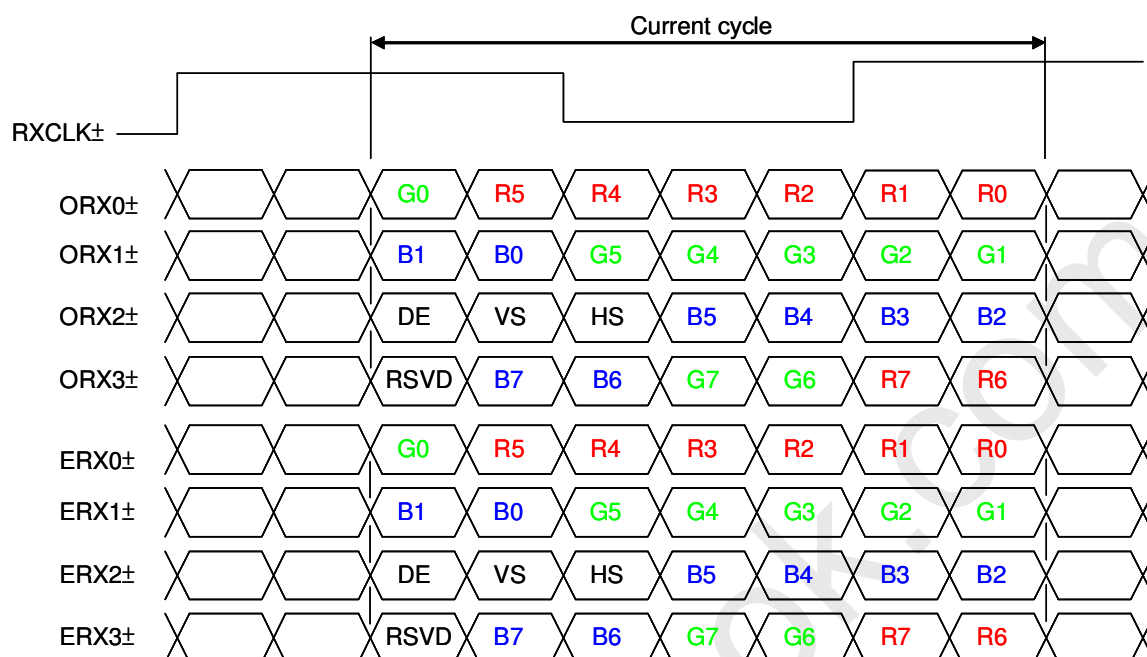 Current cycle
RXCLK±
ORX0± G0 R5 R4 R3 R2 R1 R0
ORX1± B1 B0 G5 G4 G3 G2 G1
ORX2± DE VS HS B5 B4 B3 B2
ORX3± RSVD B7 B6 G7 G6 R7 R6
ERX0± G0 R5 R4 R3 R2 R1 R0
ERX1± B1 B0 G5 G4 G3 G2 G1
ERX2± DE VS HS B5 B4 B3 B2
ERX3± RSVD B7 B6 G7 G6 R7 R6
ok.com